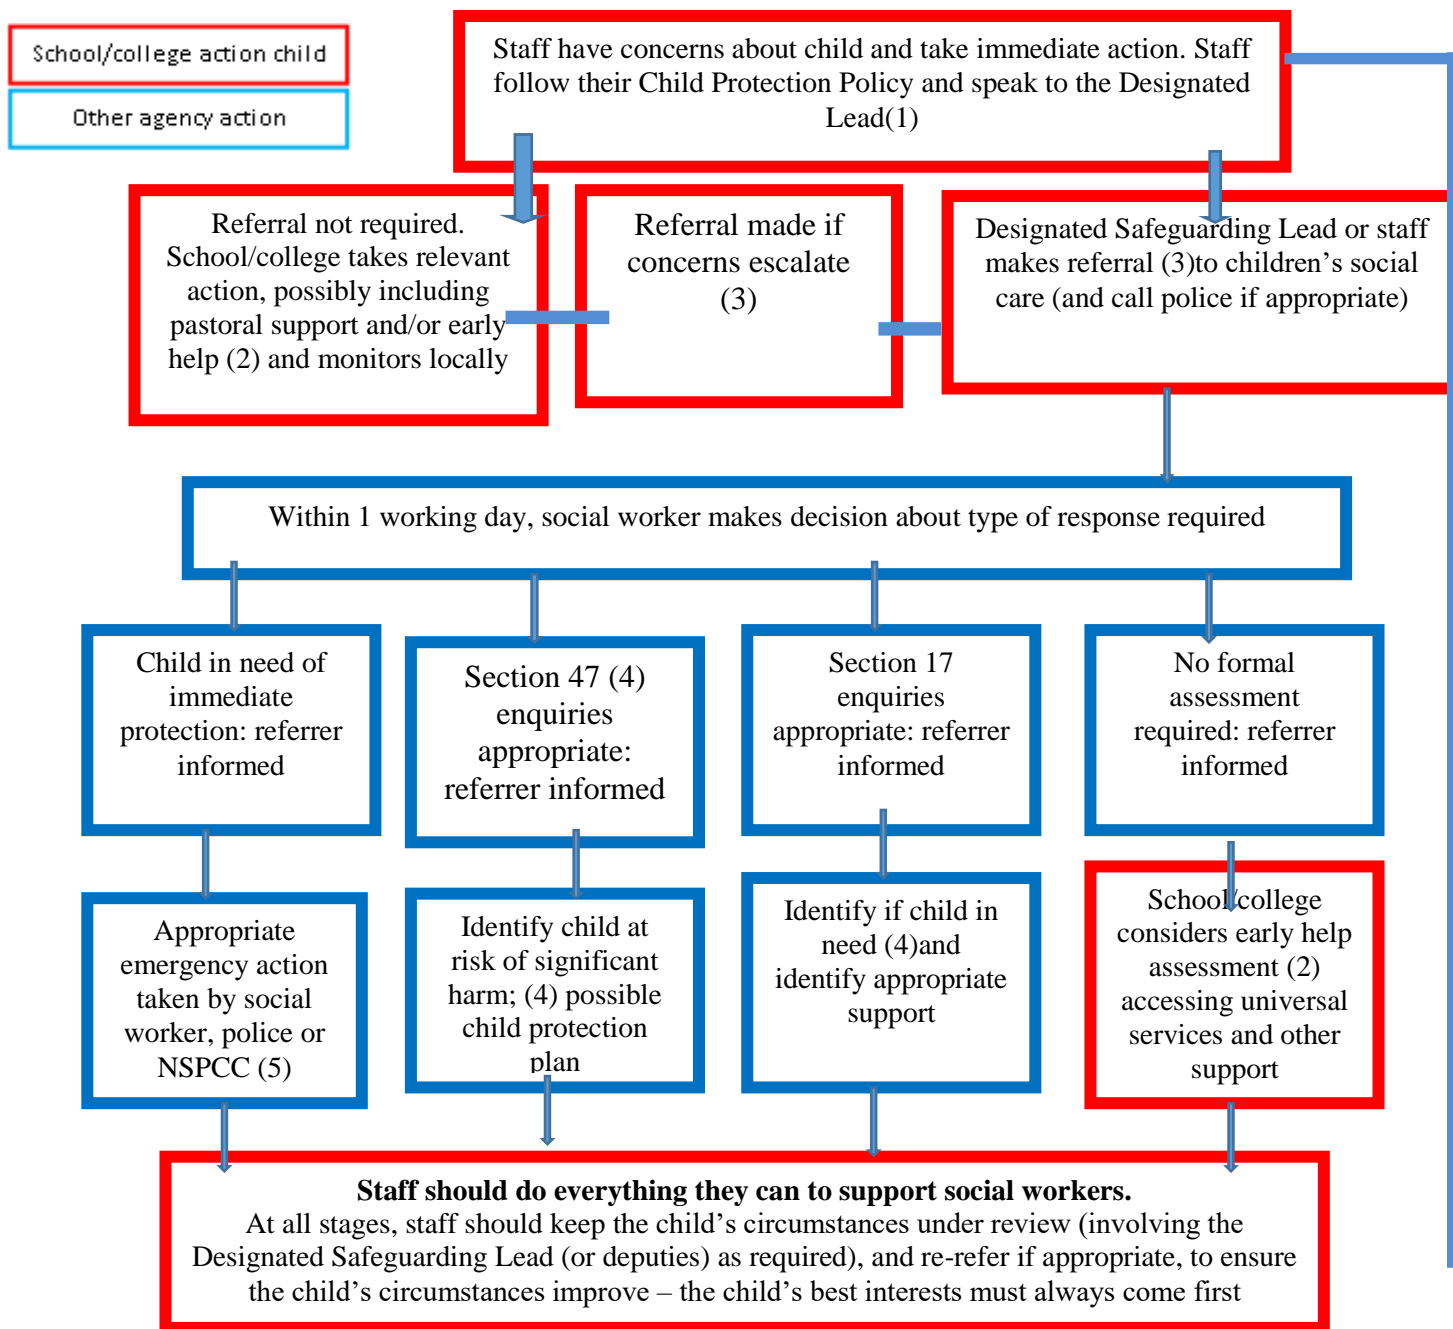 School/college action child
Other agency action
Staff have concerns about child and take immediate action. Staff
follow their Child Protection Policy and speak to the Designated
Lead(1)
Referral not required.
School/college takes relevant
action, possibly including
pastoral support and/or early
help (2) and monitors locally
Referral made if
concerns escalate
(3)
Designated Safeguarding Lead or staff
makes referral (3)to children’s social
care (and call police if appropriate)
Within 1 working day, social worker makes decision about type of response required
Child in need of
immediate
protection: referrer
informed
Section 47 (4)
enquiries
appropriate:
referrer informed
Section 17
enquiries
appropriate: referrer
informed
No formal
assessment
required: referrer
informed
Appropriate
emergency action
taken by social
worker, police or
NSPCC (5)
Identify child at
risk of significant
harm; (4) possible
child protection
plan
Identify if child in
need (4)and
identify appropriate
support
School/college
considers early help
assessment (2)
accessing universal
services and other
support
Staff should do everything they can to support social workers.
At all stages, staff should keep the child’s circumstances under review (involving the
Designated Safeguarding Lead (or deputies) as required), and re-refer if appropriate, to ensure
the child’s circumstances improve – the child’s best interests must always come first